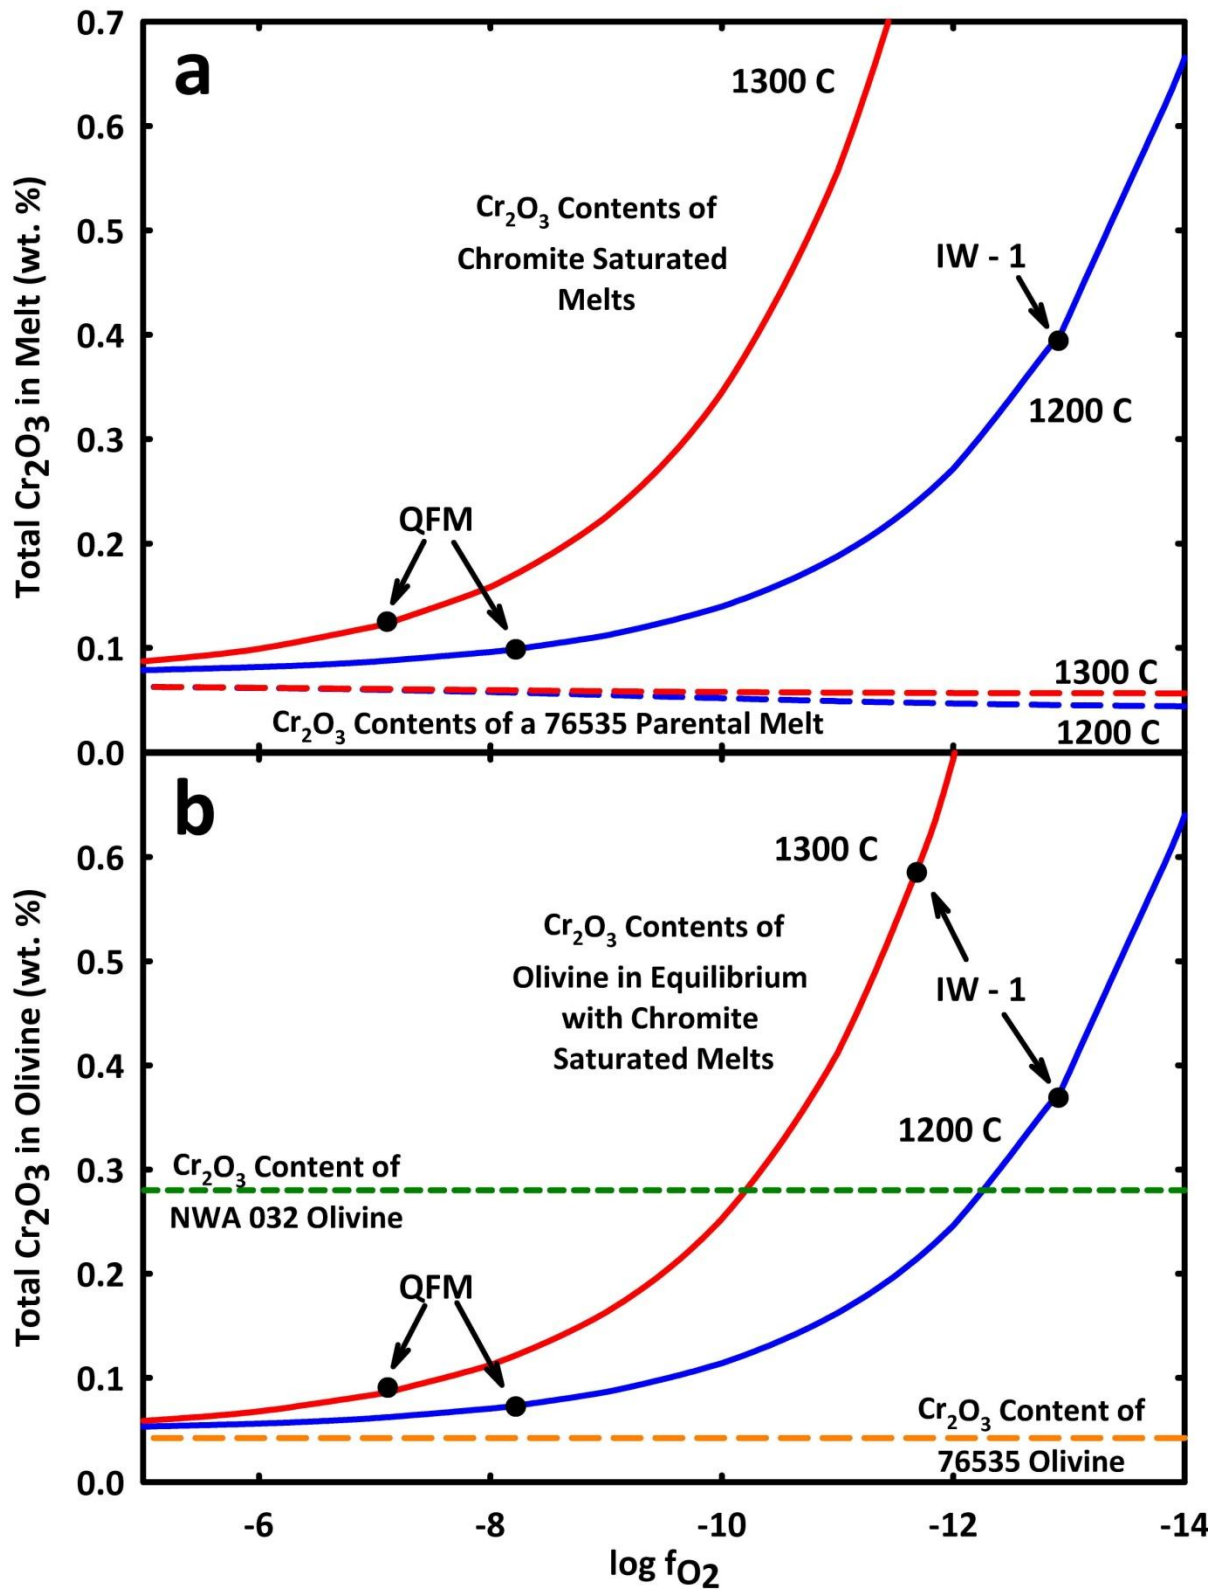 a
0.7
0.6
0.5
0.4
0.3
0.2
0.1
0.0
Total Cr₂O₃ in Melt (wt. %)
1300 C
Cr₂O₃ Contents of
Chromite Saturated
Melts
IW - 1
1200 C
QFM
1300 C
Cr₂O₃ Contents of a 76535 Parental Melt
1200 C
b
0.6
0.5
0.4
0.3
0.2
0.1
0.0
Total Cr₂O₃ in Olivine (wt. %)
1300 C
Cr₂O₃ Contents of
Olivine in Equilibrium
with Chromite
Saturated Melts
IW - 1
1200 C
Cr₂O₃ Content of
NWA 032 Olivine
QFM
Cr₂O₃ Content of
76535 Olivine
-6 -8 -10 -12 -14
log fO2